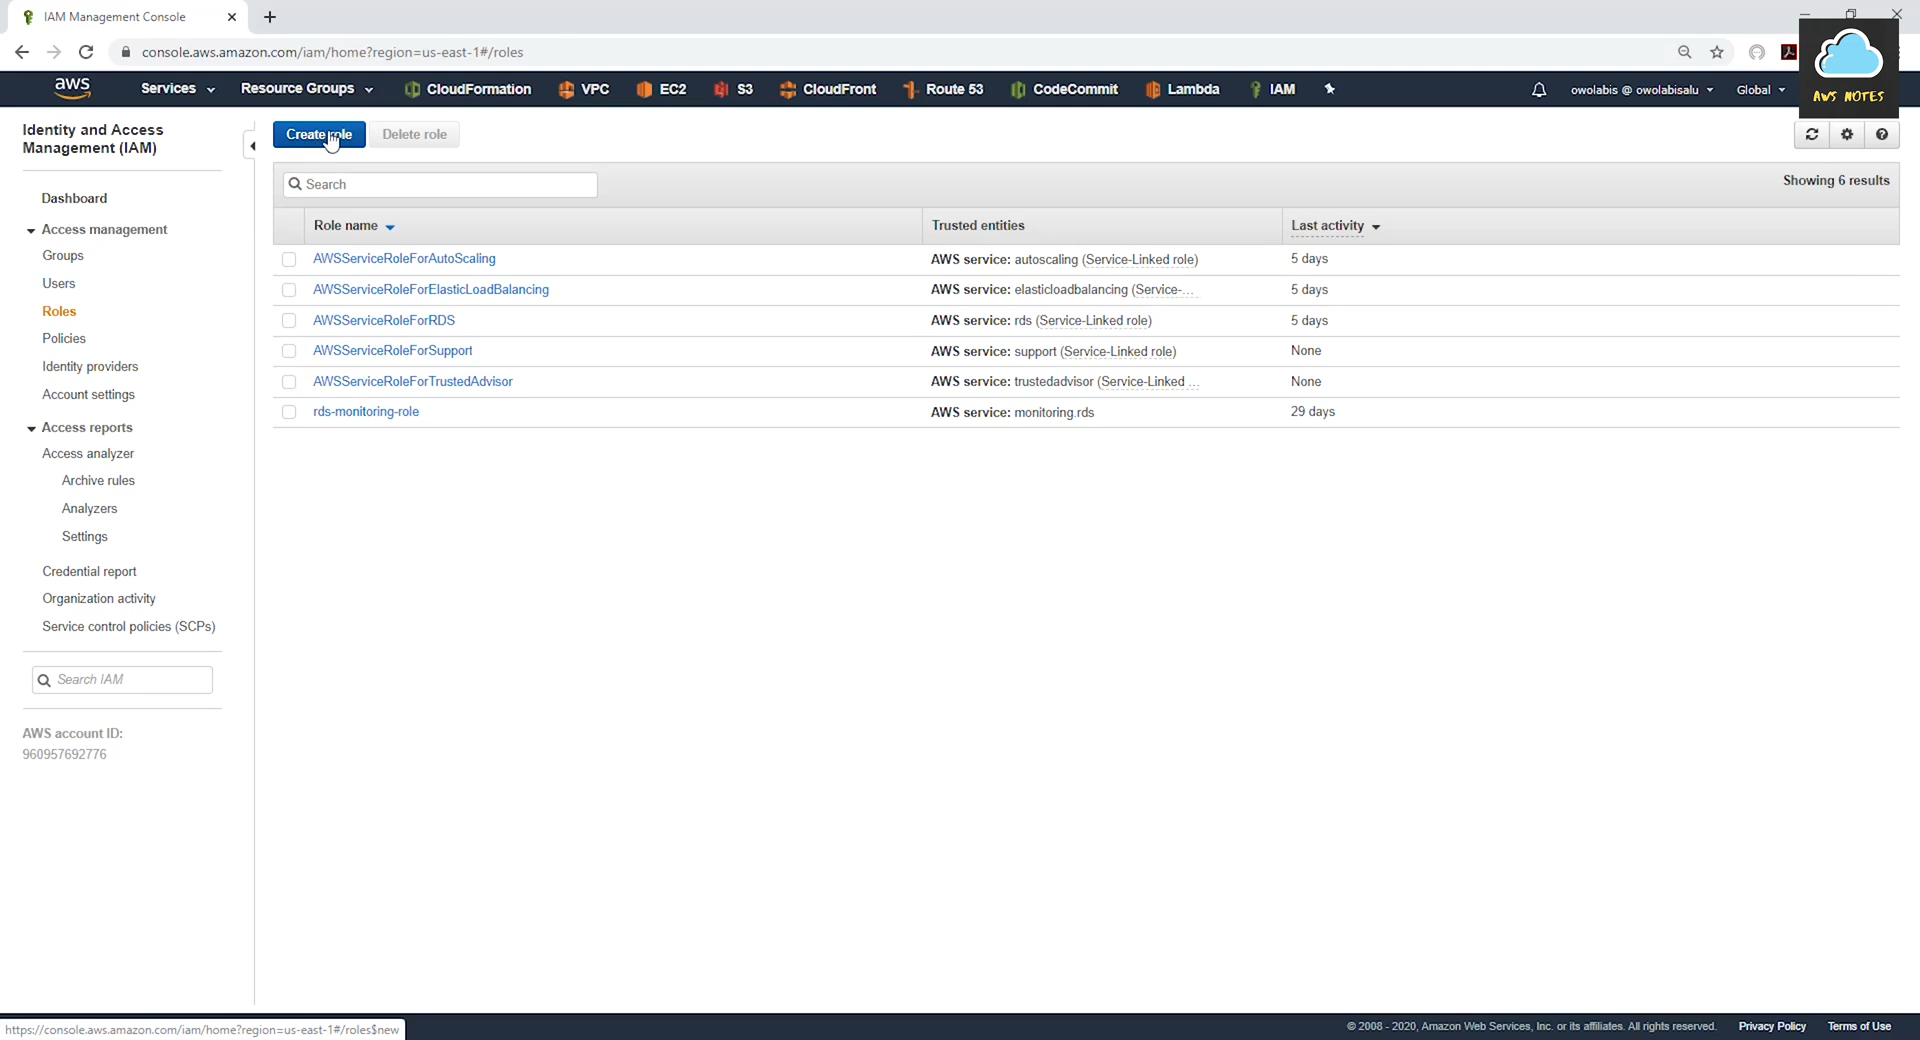 IAM Management Console
console.aws.amazon.com/iam/home?region=us-east-1#/roles
AWS NOTES
aws
Services
Resource Groups
CloudFormation
VPC
EC2
S3
CloudFront
Route 53
CodeCommit
Lambda
IAM
owolabis @ owolabisalu
Global
Identity and Access
Management (IAM)
Dashboard
Access management
Groups
Users
Roles
Policies
Identity providers
Account settings
Access reports
Access analyzer
Archive rules
Analyzers
Settings
Credential report
Organization activity
Service control policies (SCPs)
Search IAM
AWS account ID:
960957692776
Create role
Delete role
Search
Showing 6 results
Role name
Trusted entities
Last activity
AWSServiceRoleForAutoScaling
AWS service: autoscaling (Service-Linked role)
5 days
AWSServiceRoleForElasticLoadBalancing
AWS service: elasticloadbalancing (Service-...
5 days
AWSServiceRoleForRDS
AWS service: rds (Service-Linked role)
5 days
AWSServiceRoleForSupport
AWS service: support (Service-Linked role)
None
AWSServiceRoleForTrustedAdvisor
AWS service: trustedadvisor (Service-Linked ...
None
rds-monitoring-role
AWS service: monitoring.rds
29 days
https://console.aws.amazon.com/iam/home?region=us-east-1#/roles$new
© 2008 - 2020, Amazon Web Services, Inc. or its affiliates. All rights reserved.
Privacy Policy
Terms of Use